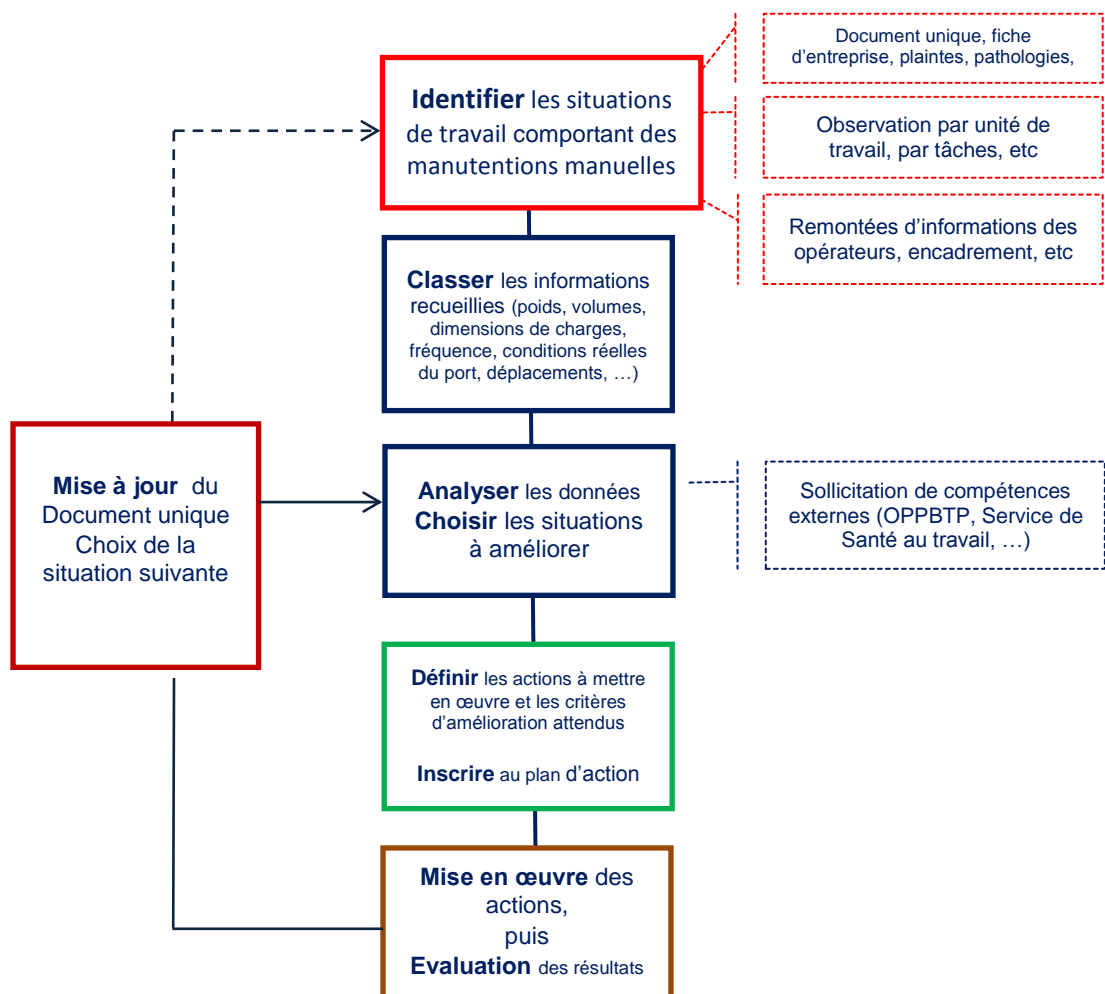 Identifier les situations
de travail comportant des
manutentions manuelles
Document unique, fiche
d’entreprise, plaintes, pathologies,
Observation par unité de
travail, par tâches, etc
Remontées d’informations des
opérateurs, encadrement, etc
Classer les informations
recueillies (poids, volumes,
dimensions de charges,
fréquence, conditions réelles
du port, déplacements, …)
Mise à jour du
Document unique
Choix de la
situation suivante
Analyser les données
Choisir les situations
à améliorer
Sollicitation de compétences
externes (OPPBTP, Service de
Santé au travail, …)
Définir les actions à mettre
en œuvre et les critères
d’amélioration attendus
Inscrire au plan d’action
Mise en œuvre des
actions,
puis
Evaluation des résultats